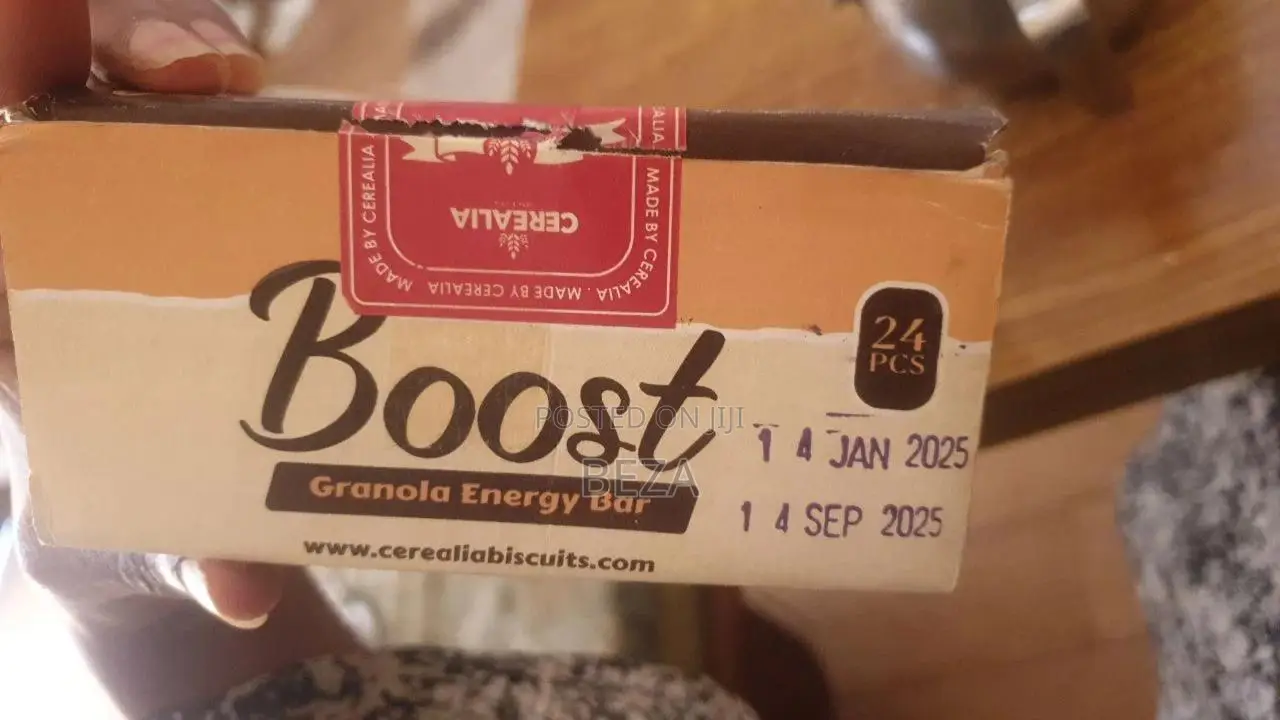 MADE BY CEREALIA . MADE BY CEREALIA MADE BY CEREALIA
CEREALIA
Boost
24
PCS
POSTED ON JIJI
BEZA
14 JAN 2025
14 SEP 2025
Granola Energy Bar
www.cerealiabiscuits.com